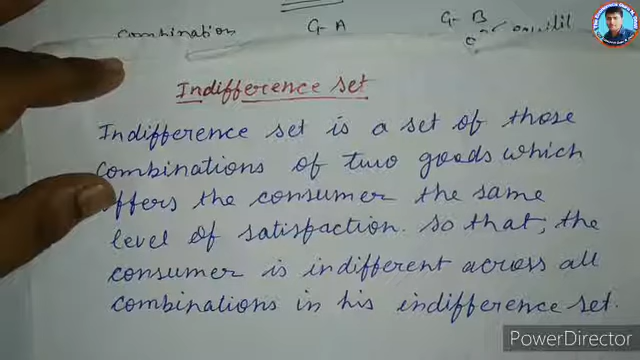 combination G-A G-B
Indifference set
Indifference set is a set of those
combinations of two goods which
offers the consumer the same
level of satisfaction. so that, the
consumer is indifferent across all
combinations in his indifference set.
PowerDirector